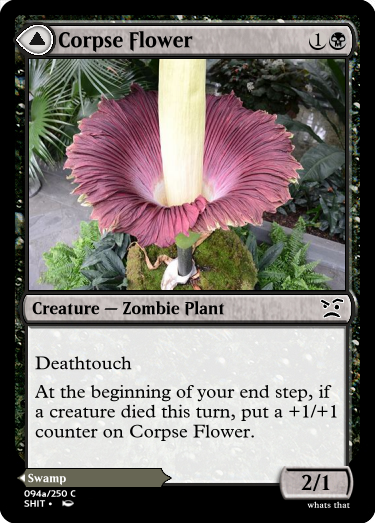 Corpse Flower 1
Creature — Zombie Plant
Deathtouch
At the beginning of your end step, if
a creature died this turn, put a +1/+1
counter on Corpse Flower.
Swamp
2/1
094a/250 C
SHIT •
whats that